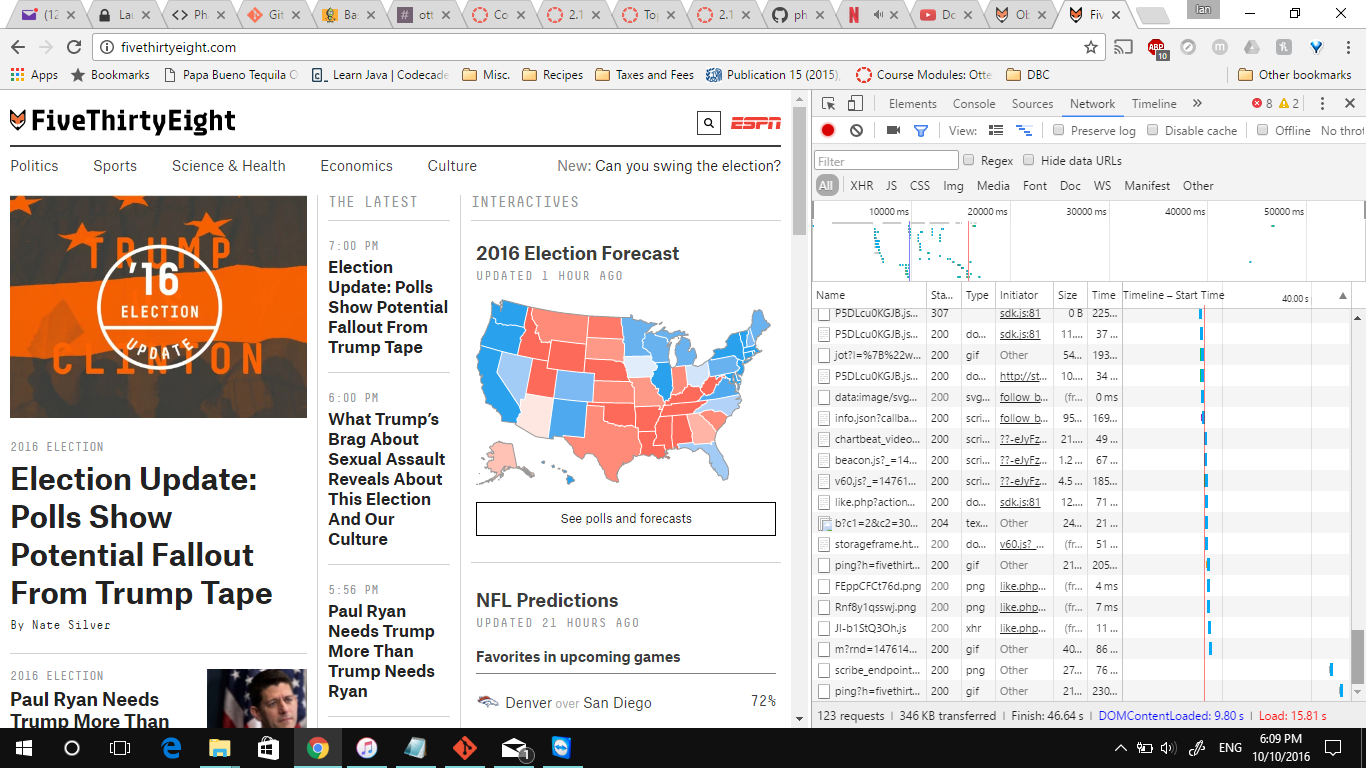 (12
Lau
Ph
Git
Ba
ott
Co
2.1
Top
2.1
ph
Do
Ob
Fiv
Ian
fivethirtyeight.com
ABP
10
Apps
Bookmarks
Papa Bueno Tequila C
Learn Java | Codecade
Misc.
Recipes
Taxes and Fees
Publication 15 (2015),
Course Modules: Otte
DBC
Other bookmarks
FiveThirtyEight
ESPN
Politics
Sports
Science & Health
Economics
Culture
New: Can you swing the election?
TRUMP
'16
ELECTION
UPDATE
CLINTON
2016 ELECTION
Election Update:
Polls Show
Potential Fallout
From Trump Tape
By Nate Silver
2016 ELECTION
Paul Ryan Needs
Trump More Than
THE LATEST
7:00 PM
Election
Update: Polls
Show Potential
Fallout From
Trump Tape
6:00 PM
What Trump's
Brag About
Sexual Assault
Reveals About
This Election
And Our
Culture
5:56 PM
Paul Ryan
Needs Trump
More Than
Trump Needs
Ryan
INTERACTIVES
2016 Election Forecast
UPDATED 1 HOUR AGO
See polls and forecasts
NFL Predictions
UPDATED 21 HOURS AGO
Favorites in upcoming games
Denver over San Diego 72%
Elements Console Sources Network Timeline » 8 2
View: Preserve log Disable cache Offline No thrott
Filter Regex Hide data URLs
All XHR JS CSS Img Media Font Doc WS Manifest Other
10000 ms 20000 ms 30000 ms 40000 ms 50000 ms
Name Sta... Type Initiator Size Time Timeline – Start Time 40.00 s
P5DLcu0KGJB.js... 307 sdk.js:81 0 B 225...
P5DLcu0KGJB.js... 200 do... sdk.js:81 11.... 37 ...
jot?l=%7B%22w... 200 gif Other 54... 193...
P5DLcu0KGJB.js... 200 do... http://st... 10.... 34 ...
data:image/svg... 200 svg... follow_b... (fr... 0 ms
info.json?callba... 200 scri... follow_b... 95... 169...
chartbeat_video... 200 scri... ??-eJyFz... 21.... 49 ...
beacon.js?_=14... 200 scri... ??-eJyFz... 1.2 ... 67 ...
v60.js?_=14761... 200 scri... ??-eJyFz... 4.5 ... 185...
like.php?action... 200 do... sdk.js:81 12.... 71 ...
b?c1=2&c2=30... 204 tex... Other 24... 21 ...
storageframe.ht... 200 do... v60.js?_... (fr... 51 ...
ping?h=fivethirt... 200 gif Other 21... 205...
FEppCFCt76d.png 200 png like.php... (fr... 4 ms
Rnf8y1qsswj.png 200 png like.php... (fr... 7 ms
JI-b1StQ3Oh.js 200 xhr like.php... (fr... 11 ...
m?rnd=147614... 200 gif Other 40... 86 ...
scribe_endpoint... 200 png Other 27... 76 ...
ping?h=fivethirt... 200 gif Other 21... 230...
123 requests | 346 KB transferred | Finish: 46.64 s | DOMContentLoaded: 9.80 s | Load: 15.81 s
1
ENG
6:09 PM
10/10/2016